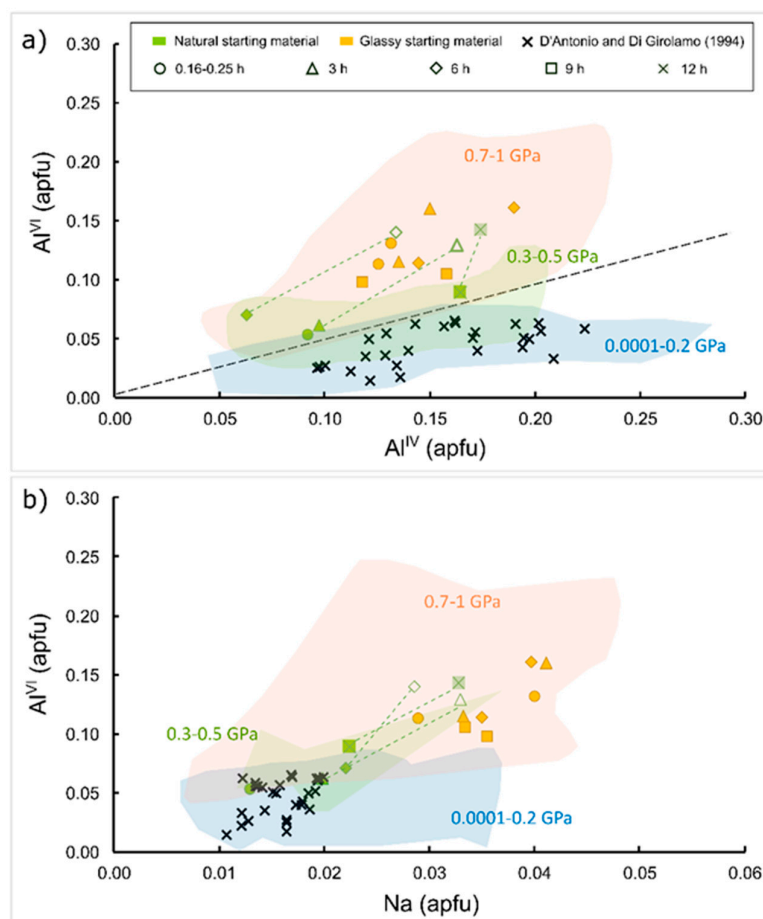 a)
0.30
0.25
0.20
0.15
0.10
0.05
0.00
Al^VI (apfu)
Natural starting material Glassy starting material D'Antonio and Di Girolamo (1994)
0.16-0.25 h 3 h 6 h 9 h 12 h
0.7-1 GPa
0.3-0.5 GPa
0.0001-0.2 GPa
0.00 0.05 0.10 0.15 0.20 0.25 0.30
Al^IV (apfu)
b)
0.30
0.25
0.20
0.15
0.10
0.05
0.00
Al^VI (apfu)
0.7-1 GPa
0.3-0.5 GPa
0.0001-0.2 GPa
0.00 0.01 0.02 0.03 0.04 0.05 0.06
Na (apfu)